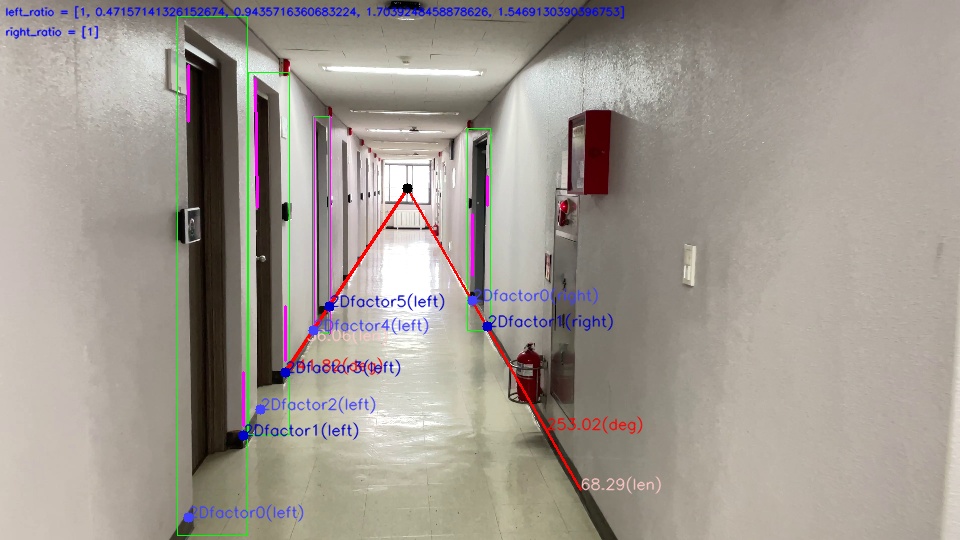 left_ratio = [1, 0.47157141326152674, 0.9435716360683224, 1.7039248458878626, 1.5469130390396753]
right_ratio = [1]
2Dfactor0(right)
2Dfactor5(left)
2Dfactor1(right)
2Dfactor4(left)
2Dfactor3(left)
2Dfactor2(left)
253.02(deg)
2Dfactor1(left)
68.29(len)
2Dfactor0(left)